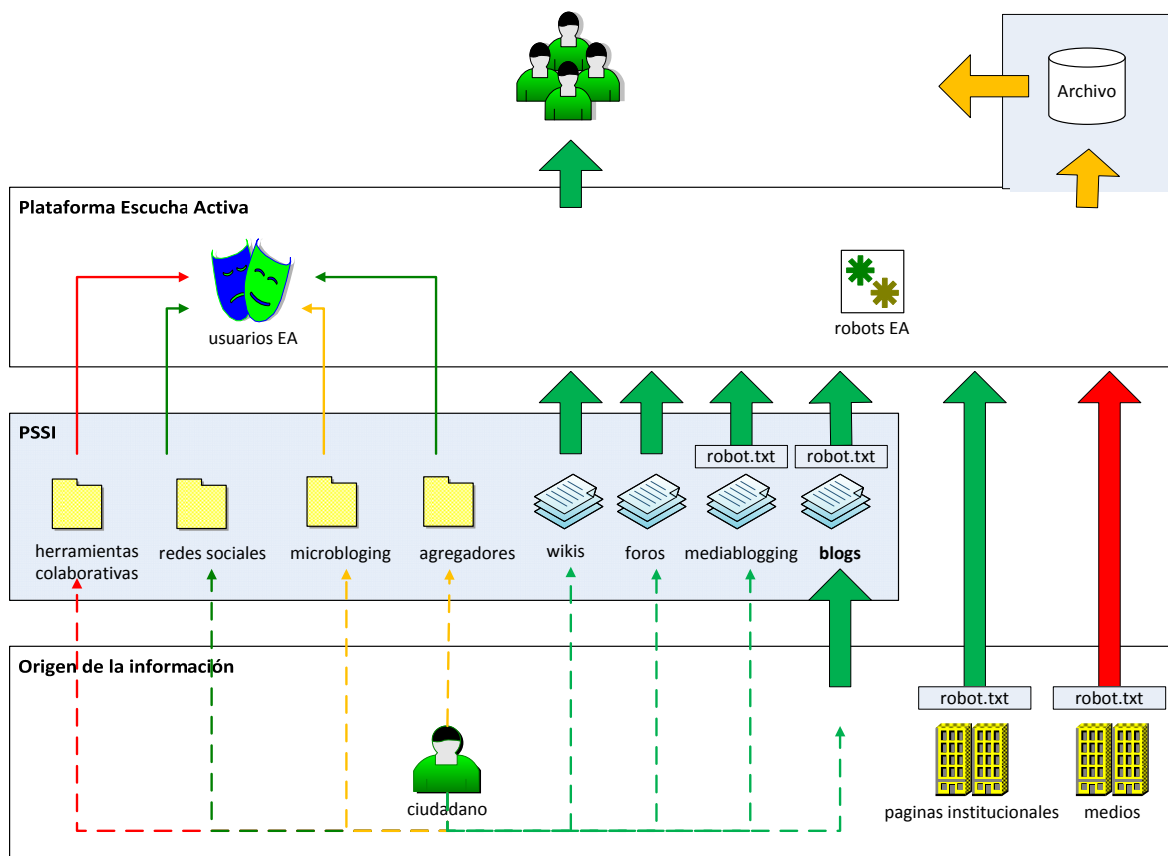 Archivo
Plataforma Escucha Activa
usuarios EA
robots EA
PSSI
robot.txt
robot.txt
herramientas
colaborativas
redes sociales
microbloging
agregadores
wikis
foros
mediablogging
blogs
Origen de la información
robot.txt
robot.txt
ciudadano
paginas institucionales
medios